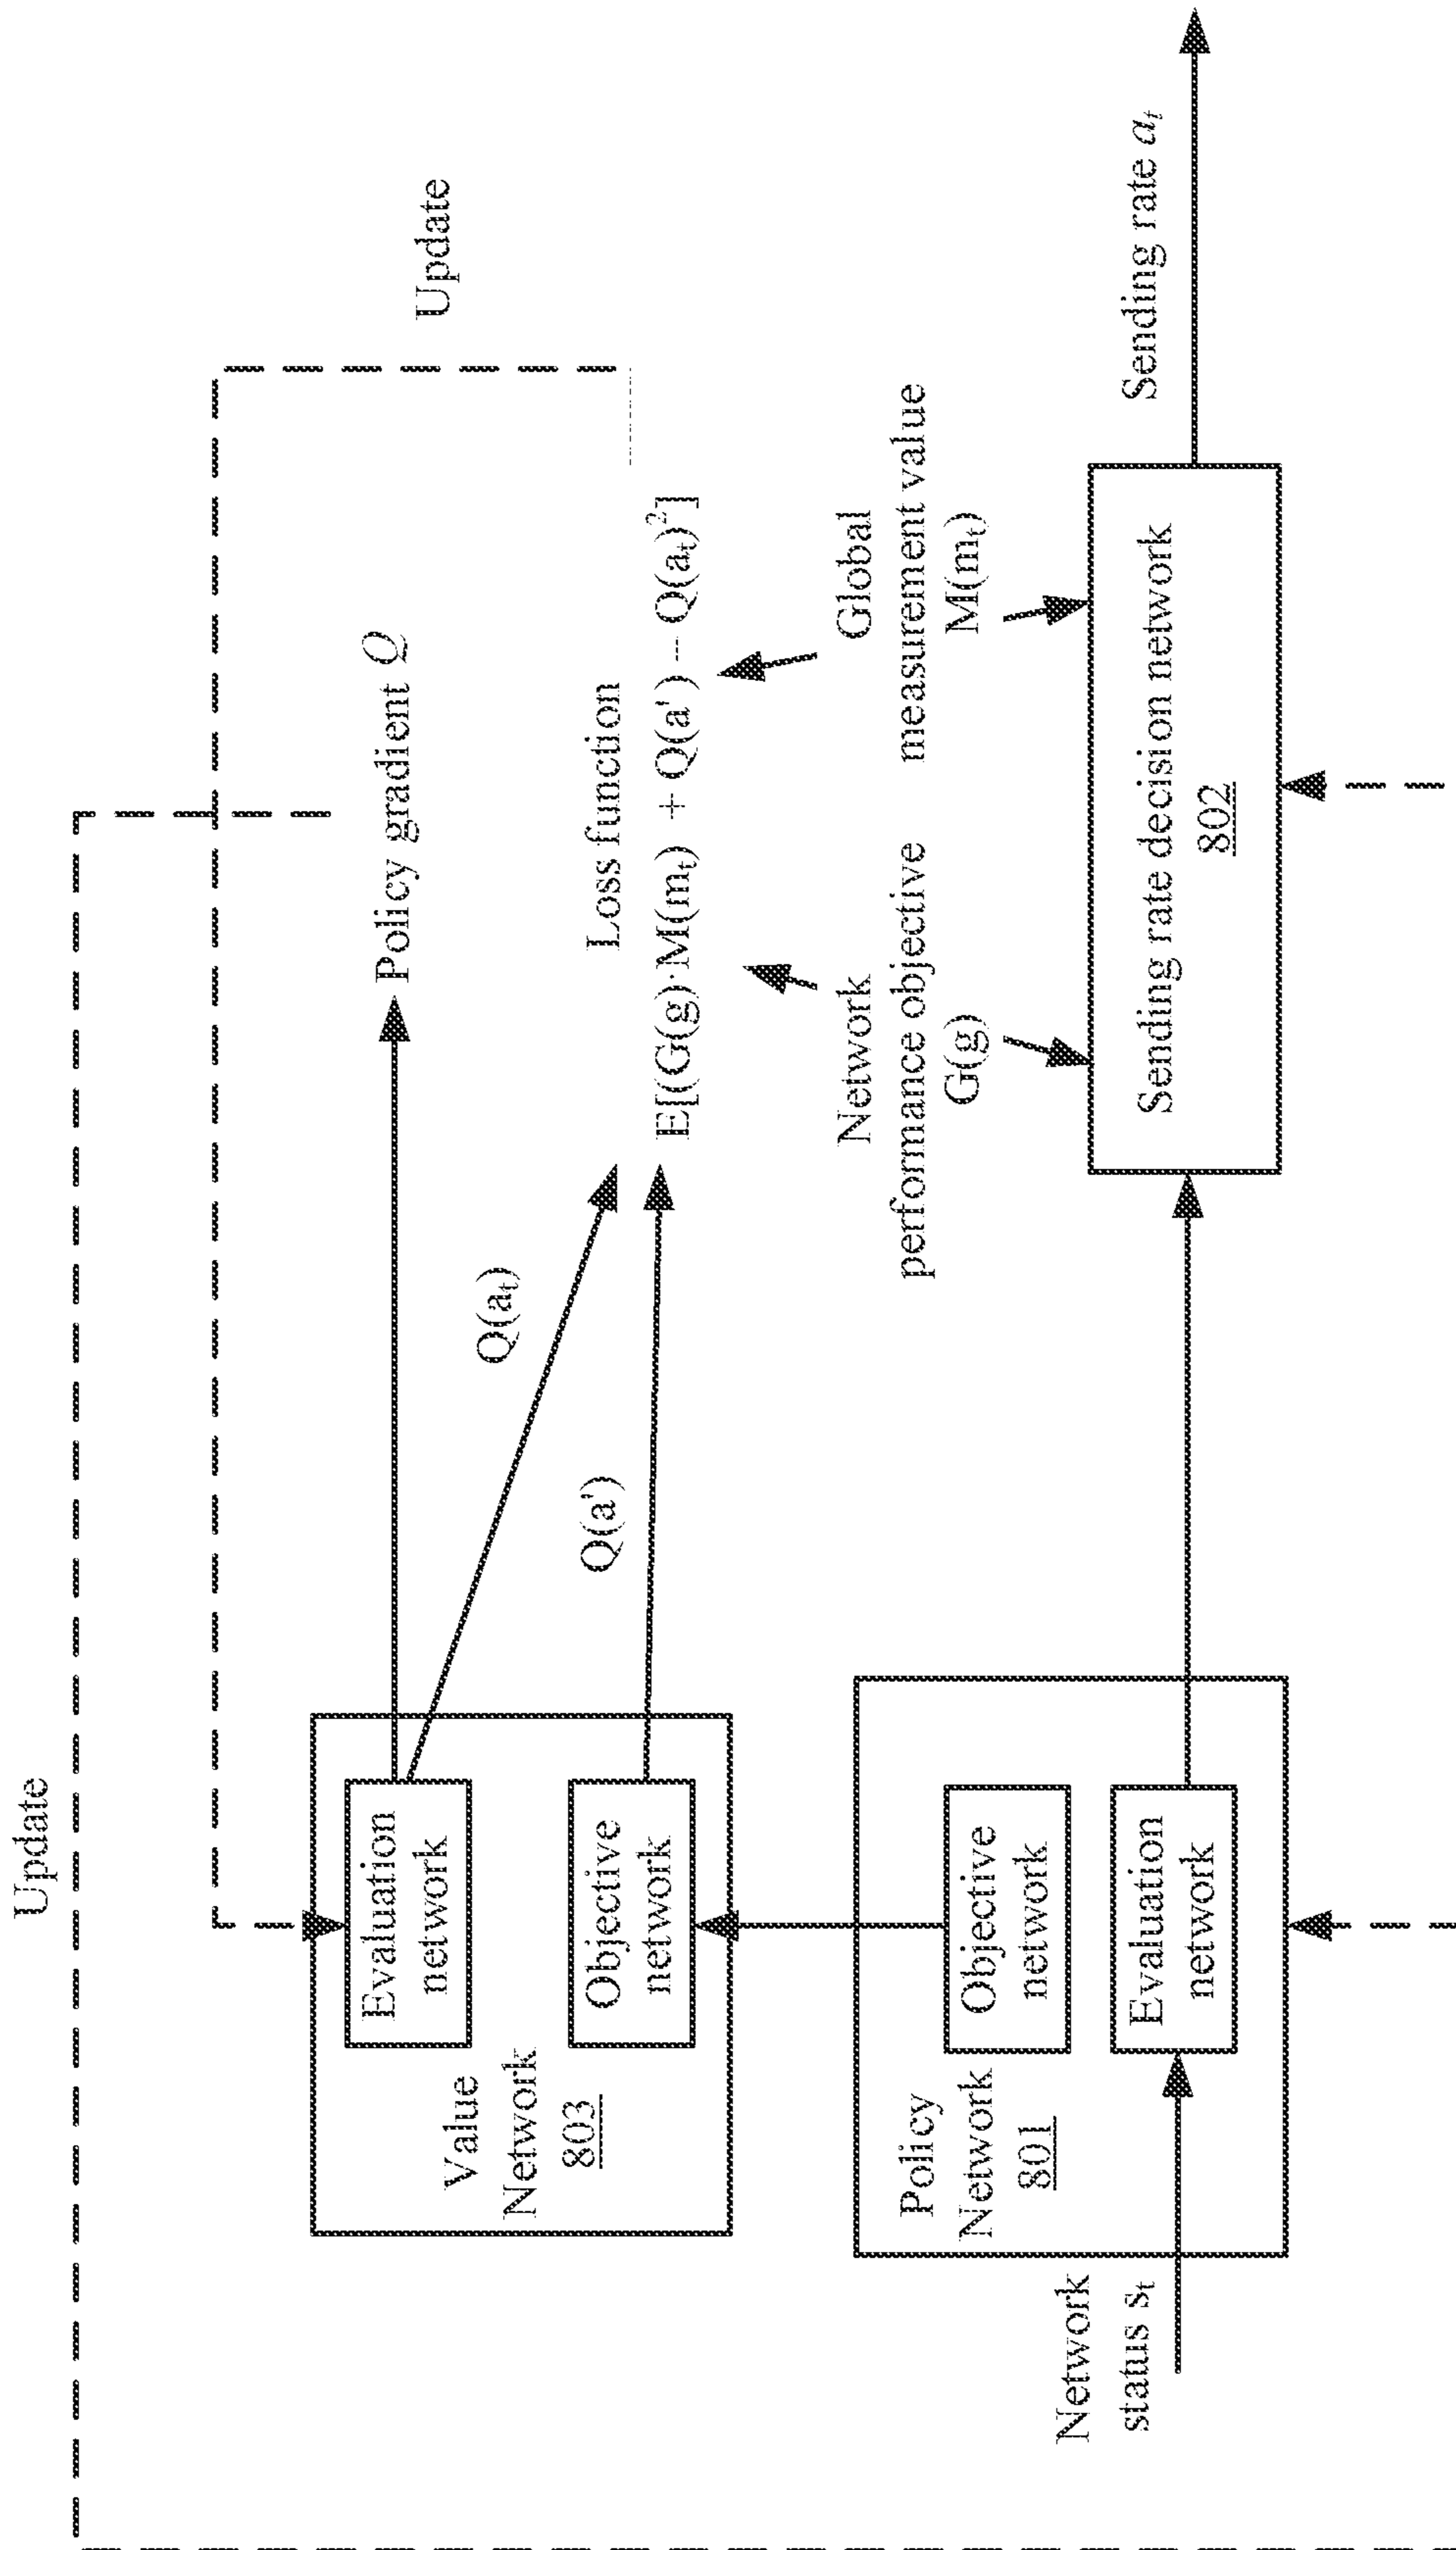 Update
Update
Policy gradient Q
Evaluation
network
Q(at)
Loss function
E[(G(g)·M(mt) + Q(a') – Q(at)²]
Q(a')
Objective
network
Value
Network
803
Network
performance objective
G(g)
Global
measurement value
M(mt)
Policy
Network
801
Objective
network
Evaluation
network
Network
status st
Sending rate decision network
802
Sending rate at